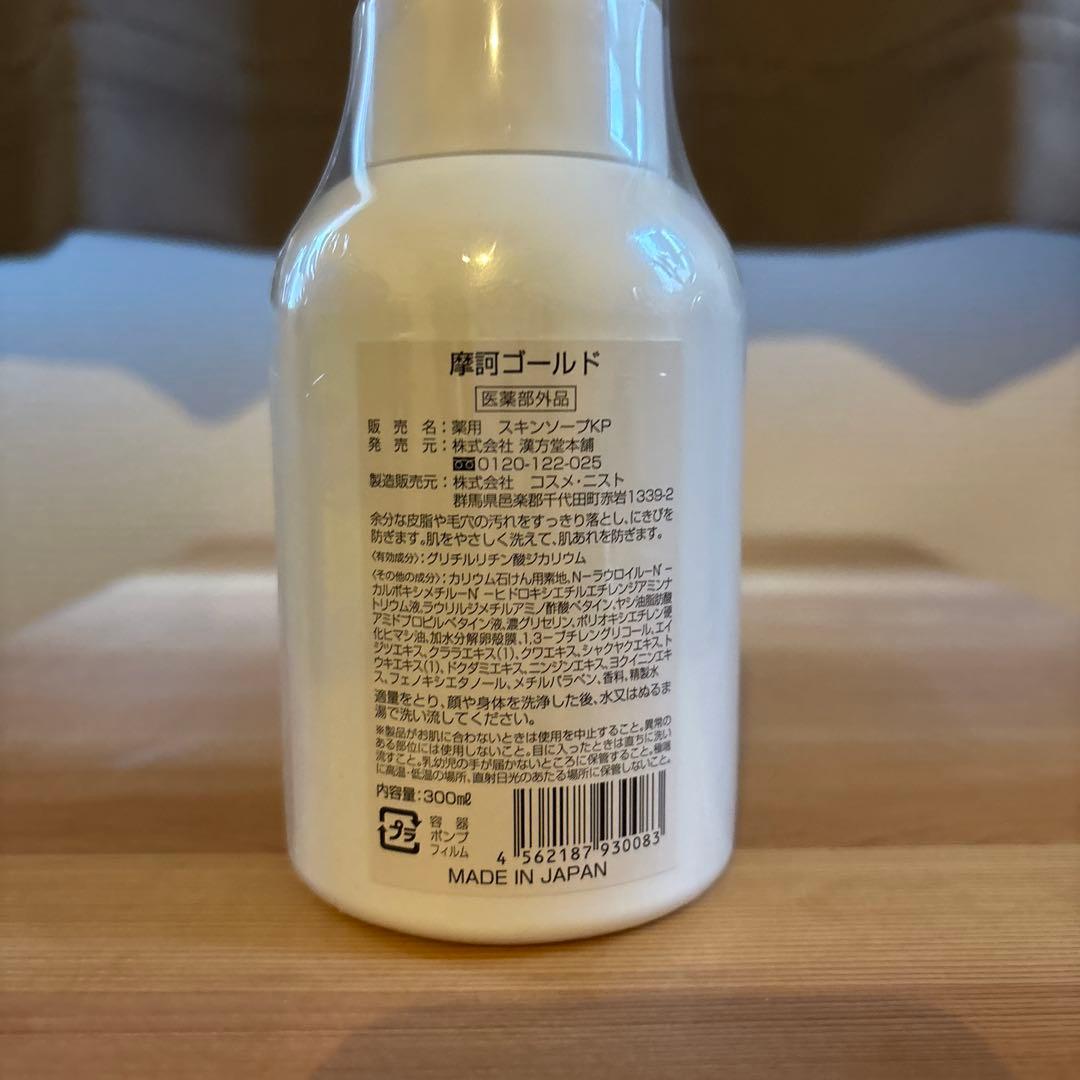 摩訶ゴールド
医薬部外品
販売名:薬用 スキンソープKP
発売元:株式会社 漢方堂本舗
0120-122-025
製造販売元:株式会社 コスメ・ニスト
群馬県邑楽郡千代田町赤岩1339-2
余分な皮脂や毛穴の汚れをすっきり落とし、にきびを
防ぎます。肌をやさしく洗えて、肌あれを防ぎます。
〈有効成分〉:グリチルリチン酸ジカリウム
〈その他の成分〉:カリウム石けん用素地、N-ラウロイル-N'-
カルボキシメチル-N'-ヒドロキシエチルエチレンジアミンナ
トリウム液、ラウリルジメチルアミノ酢酸ベタイン、ヤシ油脂肪酸
アミドプロピルベタイン液、濃グリセリン、ポリオキシエチレン硬
化ヒマシ油、加水分解卵殻膜、1,3-ブチレングリコール、エイ
ジツエキス、クララエキス(1)、クワエキス、シャクヤクエキス、ト
ウキエキス(1)、ドクダミエキス、ニンジンエキス、ヨクイニンエキ
ス、フェノキシエタノール、メチルパラベン、香料、精製水
適量をとり、顔や身体を洗浄した後、水又はぬるま
湯で洗い流してください。
※製品がお肌に合わないときは使用を中止すること。異常の
ある部位には使用しないこと。目に入ったときは直ちに洗い
流すこと。乳幼児の手が届かないところに保管すること。極端
に高温・低温の場所、直射日光のあたる場所に保管しないこと。
内容量:300㎖
プラ
容器
ポンプ
フィルム
4 562187 930083
MADE IN JAPAN